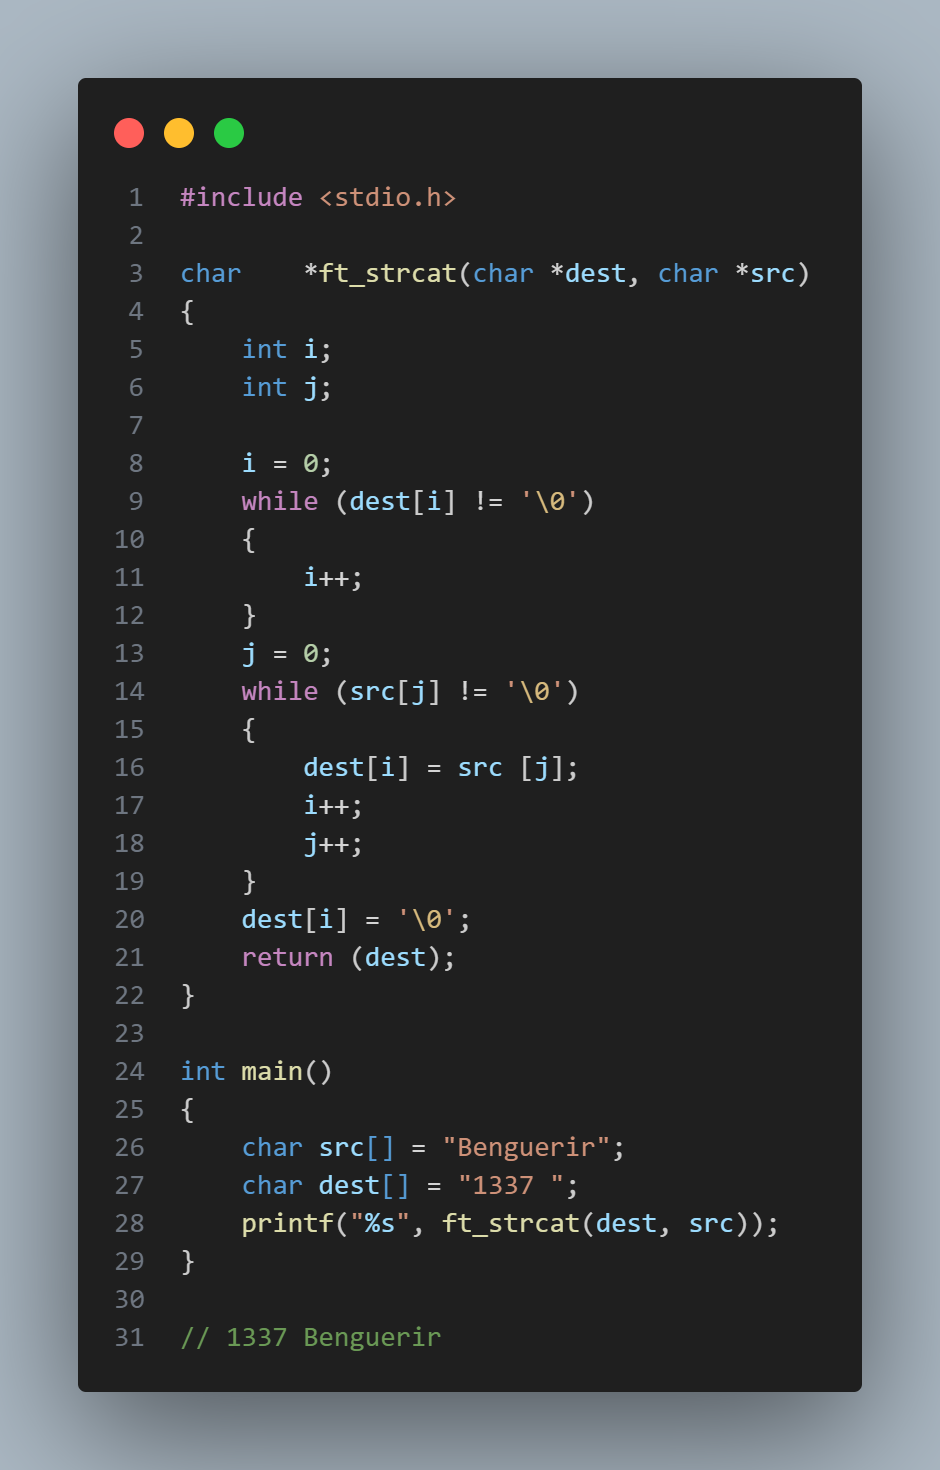 1 #include <stdio.h>
2
3 char    *ft_strcat(char *dest, char *src)
4 {
5     int i;
6     int j;
7
8     i = 0;
9     while (dest[i] != '\0')
10     {
11         i++;
12     }
13     j = 0;
14     while (src[j] != '\0')
15     {
16         dest[i] = src [j];
17         i++;
18         j++;
19     }
20     dest[i] = '\0';
21     return (dest);
22 }
23
24 int main()
25 {
26     char src[] = "Benguerir";
27     char dest[] = "1337 ";
28     printf("%s", ft_strcat(dest, src));
29 }
30
31 // 1337 Benguerir